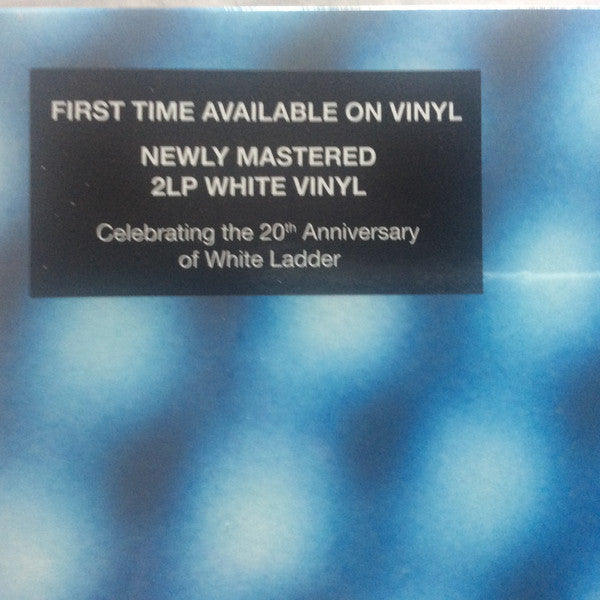 FIRST TIME AVAILABLE ON VINYL
NEWLY MASTERED
2LP WHITE VINYL
Celebrating the 20th Anniversary
of White Ladder